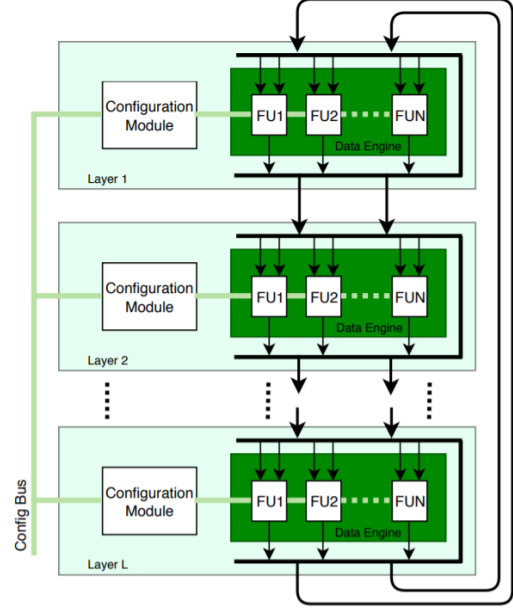 Configuration
Module
FU1
FU2
FUN
Data Engine
Layer 1
Configuration
Module
FU1
FU2
FUN
Data Engine
Layer 2
Configuration
Module
FU1
FU2
FUN
Data Engine
Layer L
Config Bus